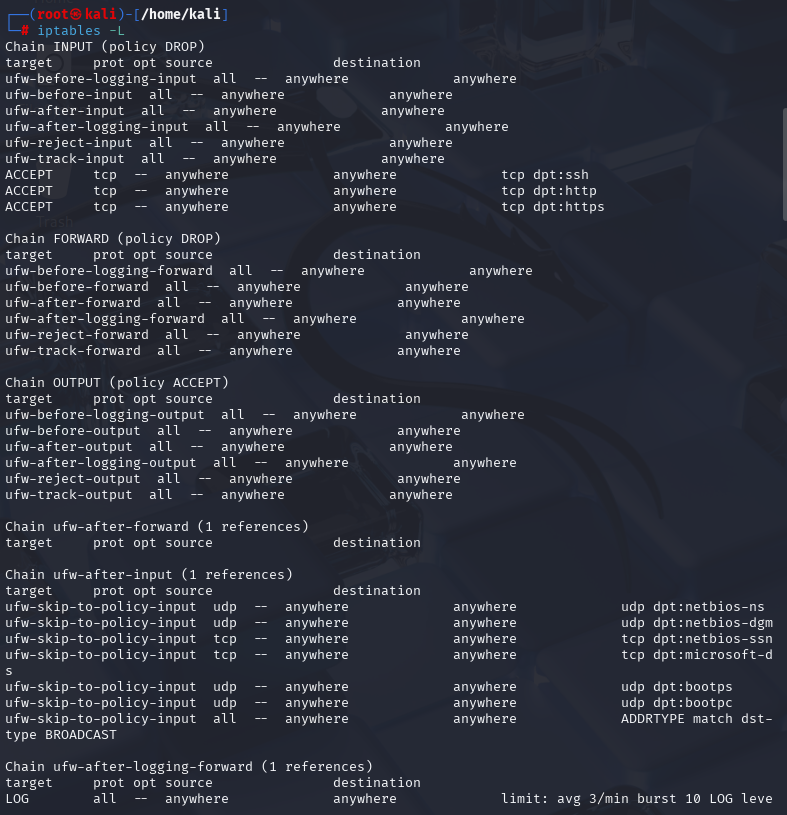 ┌──(root㉿kali)-[/home/kali]
└─# iptables -L
Chain INPUT (policy DROP)
target     prot opt source               destination
ufw-before-logging-input  all  --  anywhere             anywhere
ufw-before-input  all  --  anywhere             anywhere
ufw-after-input  all  --  anywhere             anywhere
ufw-after-logging-input  all  --  anywhere             anywhere
ufw-reject-input  all  --  anywhere             anywhere
ufw-track-input  all  --  anywhere             anywhere
ACCEPT     tcp  --  anywhere             anywhere             tcp dpt:ssh
ACCEPT     tcp  --  anywhere             anywhere             tcp dpt:http
ACCEPT     tcp  --  anywhere             anywhere             tcp dpt:https
Trash

Chain FORWARD (policy DROP)
target     prot opt source               destination
ufw-before-logging-forward  all  --  anywhere             anywhere
ufw-before-forward  all  --  anywhere             anywhere
ufw-after-forward  all  --  anywhere             anywhere
ufw-after-logging-forward  all  --  anywhere             anywhere
ufw-reject-forward  all  --  anywhere             anywhere
ufw-track-forward  all  --  anywhere             anywhere

Chain OUTPUT (policy ACCEPT)
target     prot opt source               destination
ufw-before-logging-output  all  --  anywhere             anywhere
ufw-before-output  all  --  anywhere             anywhere
ufw-after-output  all  --  anywhere             anywhere
ufw-after-logging-output  all  --  anywhere             anywhere
ufw-reject-output  all  --  anywhere             anywhere
ufw-track-output  all  --  anywhere             anywhere

Chain ufw-after-forward (1 references)
target     prot opt source               destination

Chain ufw-after-input (1 references)
target     prot opt source               destination
ufw-skip-to-policy-input  udp  --  anywhere             anywhere             udp dpt:netbios-ns
ufw-skip-to-policy-input  udp  --  anywhere             anywhere             udp dpt:netbios-dgm
ufw-skip-to-policy-input  tcp  --  anywhere             anywhere             tcp dpt:netbios-ssn
ufw-skip-to-policy-input  tcp  --  anywhere             anywhere             tcp dpt:microsoft-d
s
ufw-skip-to-policy-input  udp  --  anywhere             anywhere             udp dpt:bootps
ufw-skip-to-policy-input  udp  --  anywhere             anywhere             udp dpt:bootpc
ufw-skip-to-policy-input  all  --  anywhere             anywhere             ADDRTYPE match dst-
type BROADCAST

Chain ufw-after-logging-forward (1 references)
target     prot opt source               destination
LOG        all  --  anywhere             anywhere             limit: avg 3/min burst 10 LOG leve